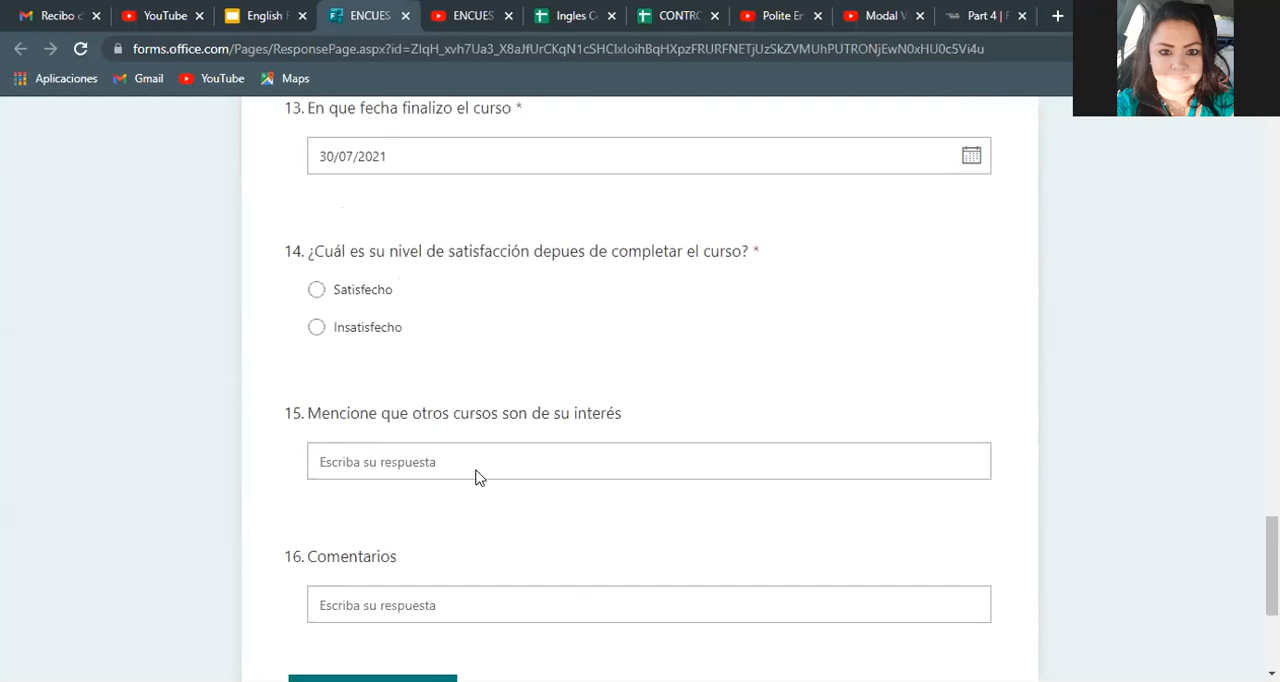 Recibo c
YouTube
English F
ENCUES
ENCUES
Ingles C
CONTRC
Polite Er
Modal V
Part 4 | F
forms.office.com/Pages/ResponsePage.aspx?id=ZIqH_xvh7Ua3_X8aJfUrCKqN1cSHCIxIoihBqHXpzFRURFNETjUzSkZVMUhPUTRONjEwN0xHU0c5Vi4u
Aplicaciones
Gmail
YouTube
Maps
13. En que fecha finalizo el curso *
30/07/2021
14. ¿Cuál es su nivel de satisfacción depues de completar el curso? *
Satisfecho
Insatisfecho
15. Mencione que otros cursos son de su interés
Escriba su respuesta
16. Comentarios
Escriba su respuesta